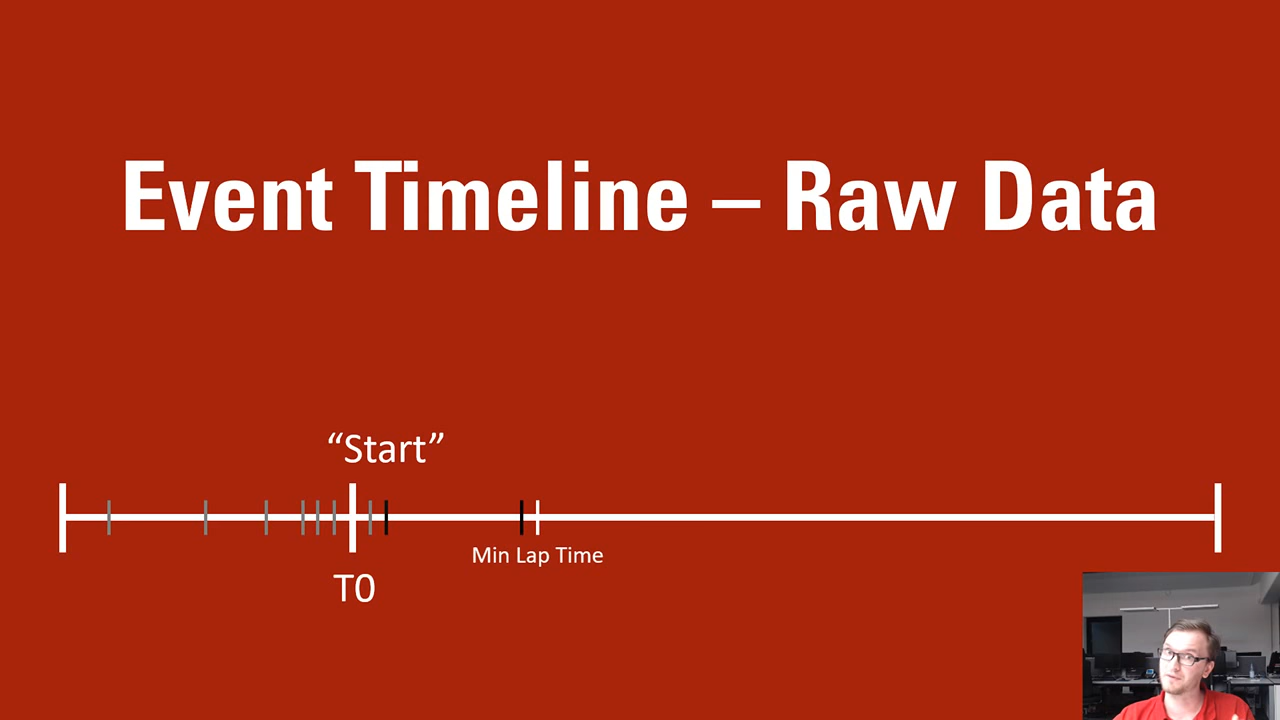 Event Timeline – Raw Data
“Start”
Min Lap Time
T0